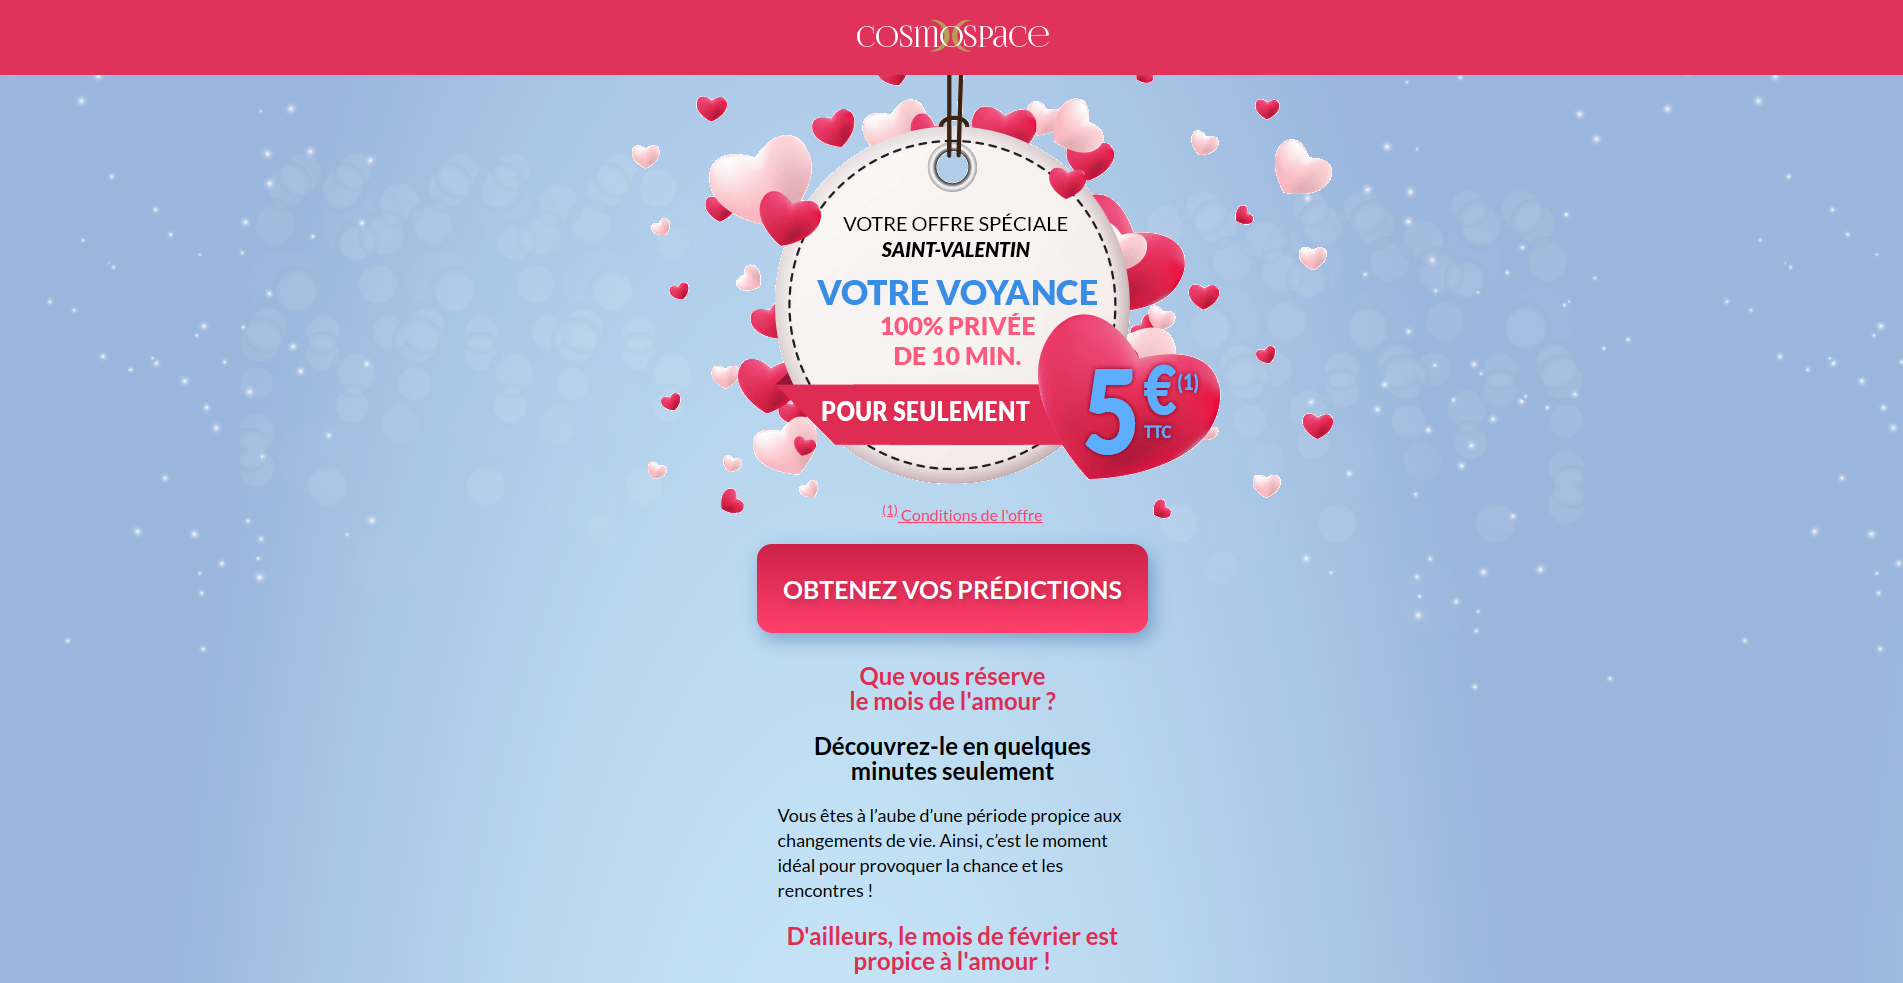 COSMOSPACE
VOTRE OFFRE SPÉCIALE
SAINT-VALENTIN
VOTRE VOYANCE
100% PRIVÉE
DE 10 MIN.
POUR SEULEMENT
5 €(1)
TTC
(1) Conditions de l'offre
OBTENEZ VOS PRÉDICTIONS
Que vous réserve
le mois de l'amour ?
Découvrez-le en quelques
minutes seulement
Vous êtes à l’aube d’une période propice aux
changements de vie. Ainsi, c’est le moment
idéal pour provoquer la chance et les
rencontres !
D'ailleurs, le mois de février est
propice à l'amour !